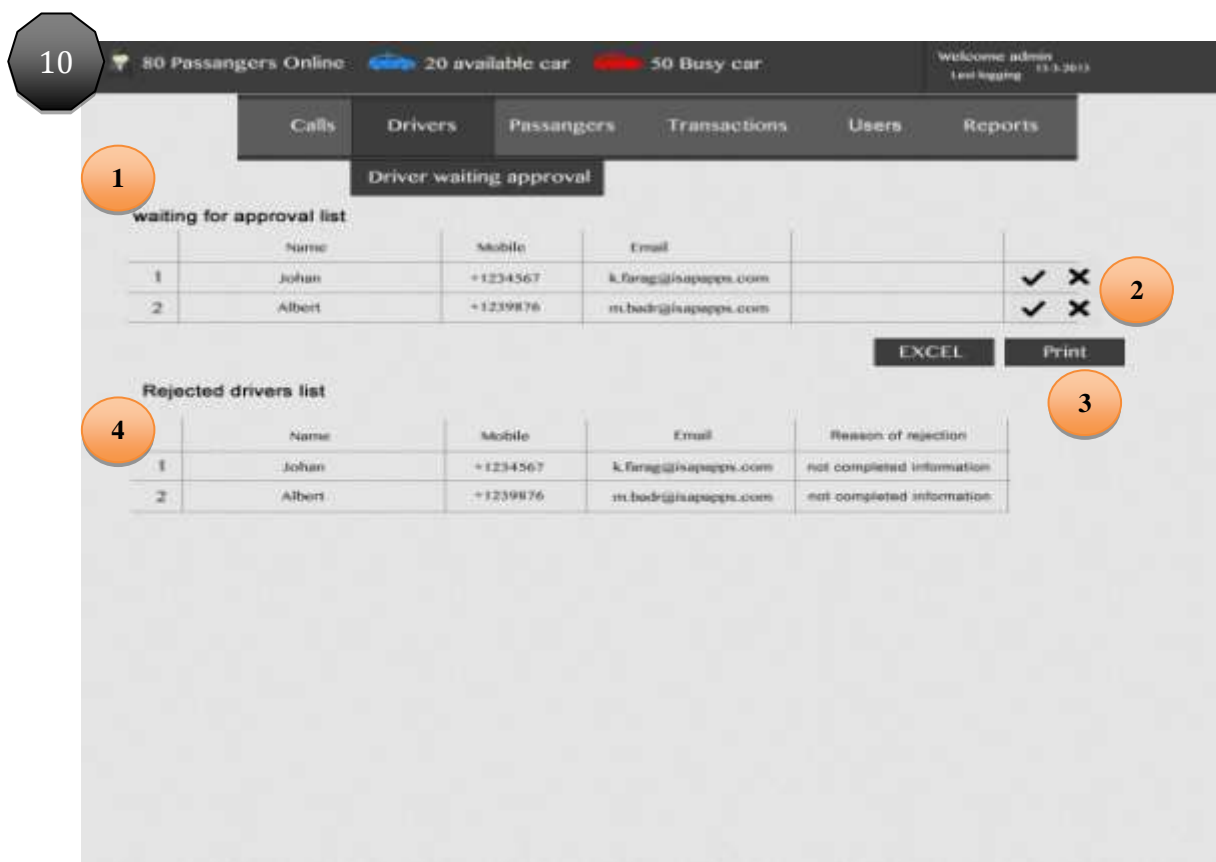 10
80 Passangers Online 20 available car 50 Busy car Welcome admin
Last logging 13-3-2013
Calls Drivers Passangers Transactions Users Reports
1
Driver waiting approval
waiting for approval list
Name Mobile Email
1 Johan +1234567 k.farag@isapapps.com
2 Albert +1239876 m.badr@isapapps.com
2
EXCEL Print
3
Rejected drivers list
4
Name Mobile Email Reason of rejection
1 Johan +1234567 k.farag@isapapps.com not completed information
2 Albert +1239876 m.badr@isapapps.com not completed information